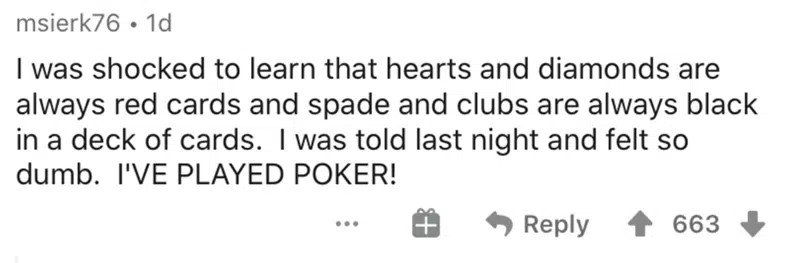 msierk76 • 1d
I was shocked to learn that hearts and diamonds are
always red cards and spade and clubs are always black
in a deck of cards.  I was told last night and felt so
dumb.  I'VE PLAYED POKER!
Reply 663